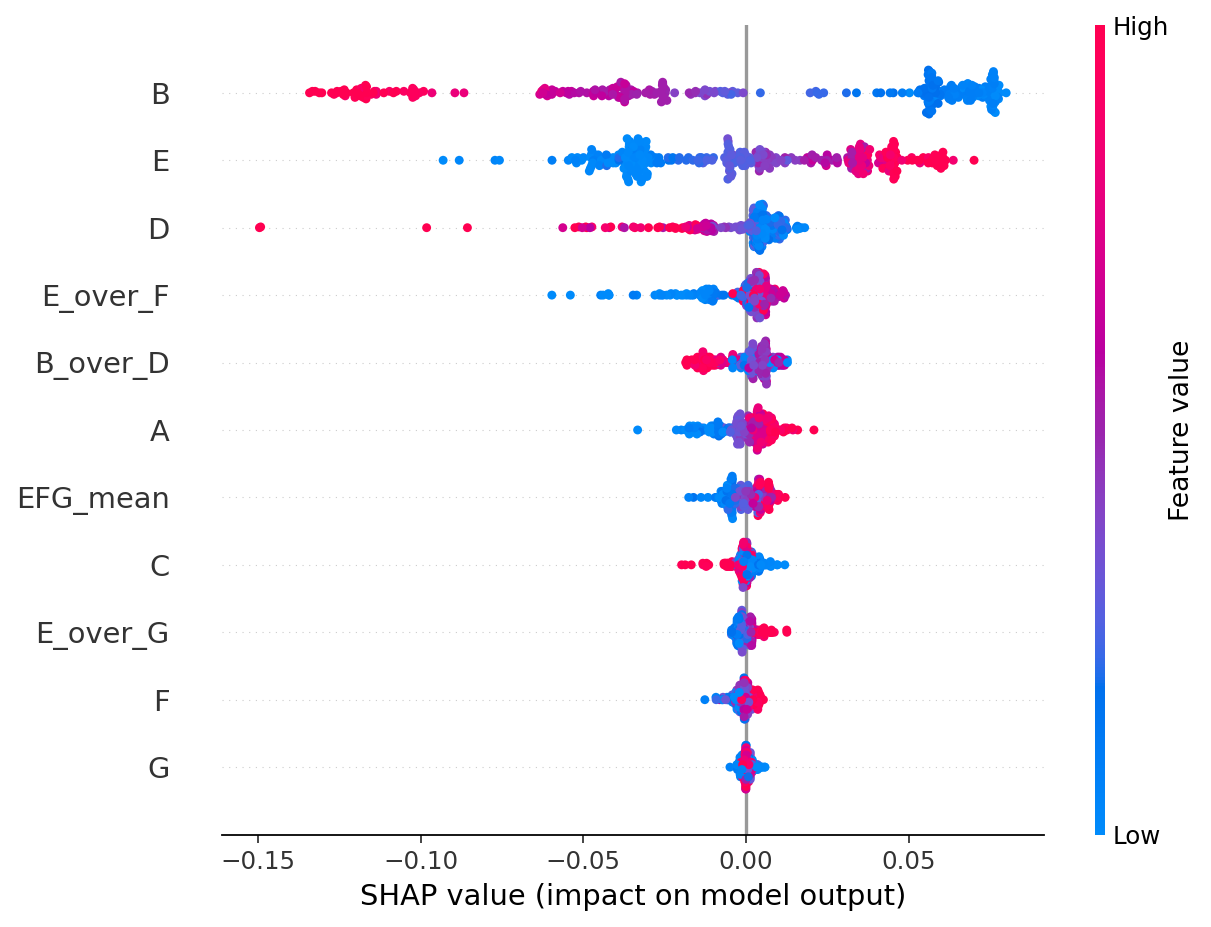 High
B
E
D
E_over_F
B_over_D
A
EFG_mean
C
E_over_G
F
G
Feature value
Low
−0.15 −0.10 −0.05 0.00 0.05
SHAP value (impact on model output)